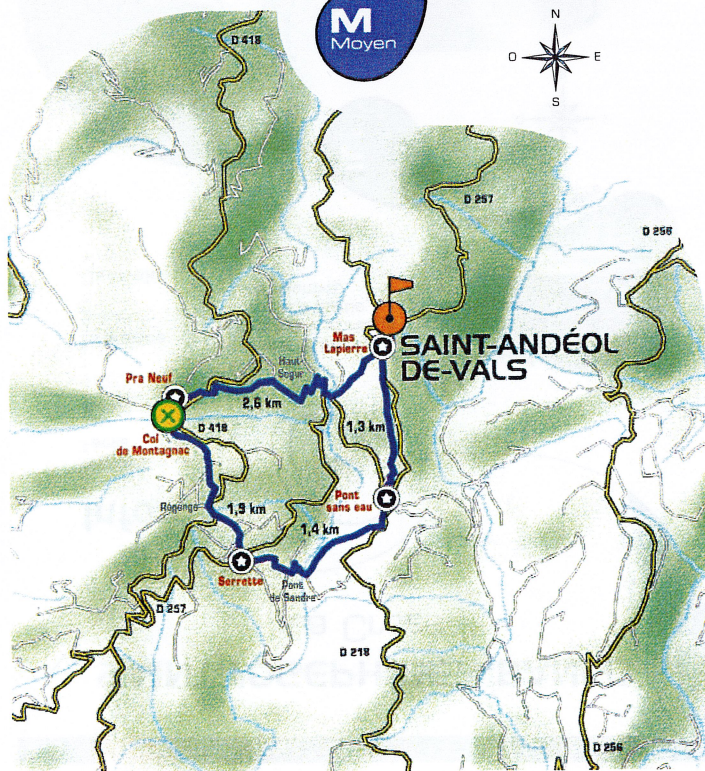 M
Moyen
N
O
E
S
D 418
D 257
D 256
Mas
Lapierre
SAINT-ANDÉOL
DE-VALS
Haut
Segur
Pra Neuf
2,6 km
Col
de Montagnac
D 418
1,3 km
Pont
sans eau
1,9 km
1,4 km
Serrette
Pont
de Sandre
D 257
D 218
D 256